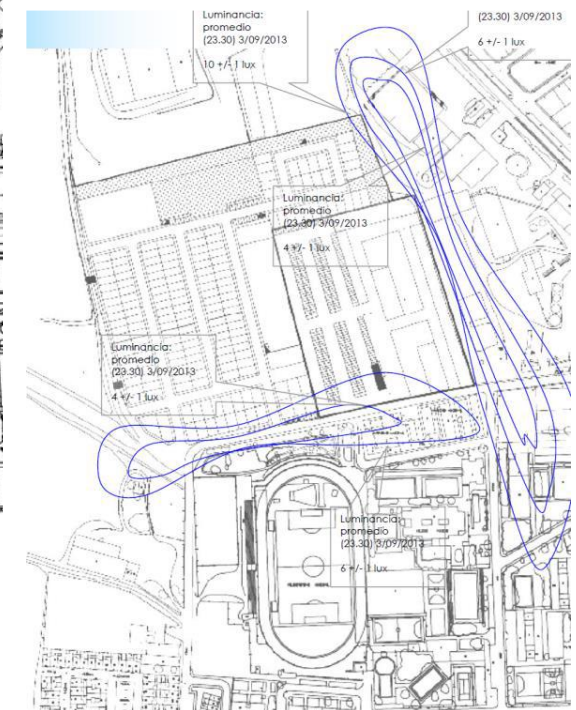 Luminancia:
promedio
(23.30) 3/09/2013
10 +/- 1 lux
(23.30) 3/09/2013
6 +/- 1 lux
Luminancia:
promedio
(23.30) 3/09/2013
4 +/- 1 lux
Luminancia:
promedio
(23.30) 3/09/2013
4 +/- 1 lux
Luminancia:
promedio
(23.30) 3/09/2013
6 +/- 1 lux